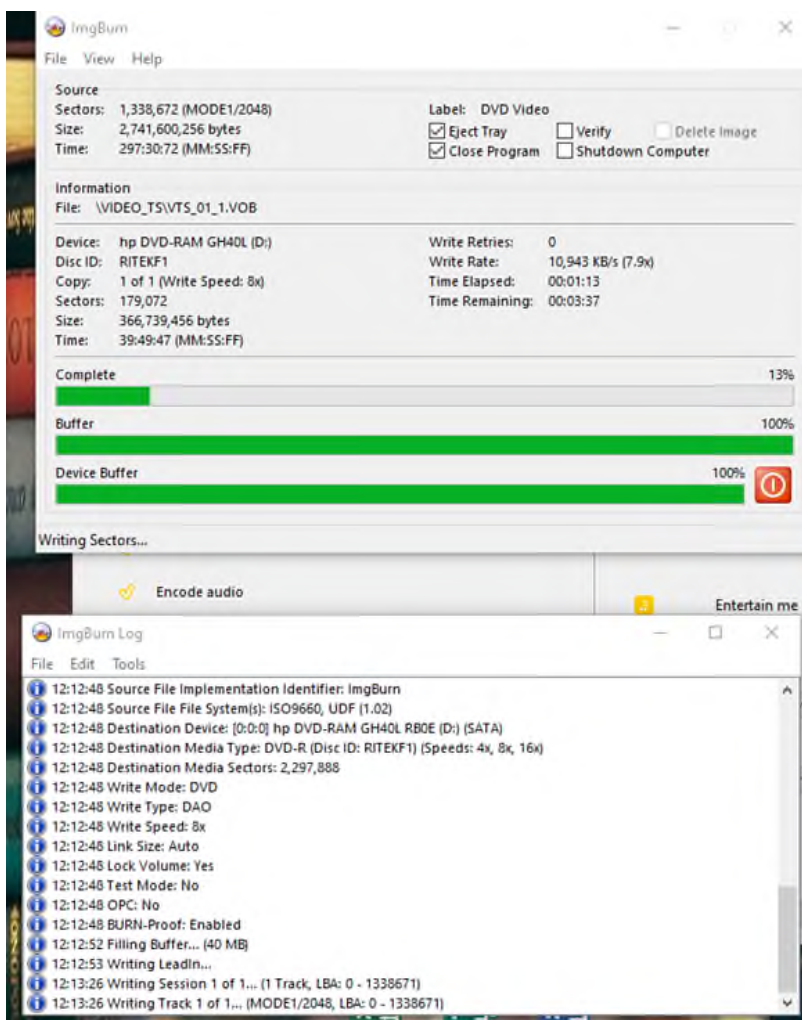 ImgBurn
File View Help
Source
Sectors: 1,338,672 (MODE1/2048) Label: DVD Video
Size: 2,741,600,256 bytes Eject Tray Verify Delete Image
Time: 297:30:72 (MM:SS:FF) Close Program Shutdown Computer
Information
File: \VIDEO_TS\VTS_01_1.VOB
Device: hp DVD-RAM GH40L (D:) Write Retries: 0
Disc ID: RITEKF1 Write Rate: 10,943 KB/s (7.9x)
Copy: 1 of 1 (Write Speed: 8x) Time Elapsed: 00:01:13
Sectors: 179,072 Time Remaining: 00:03:37
Size: 366,739,456 bytes
Time: 39:49:47 (MM:SS:FF)
Complete 13%
Buffer 100%
Device Buffer 100%
Writing Sectors...
Encode audio
Entertain me
ImgBurn Log
File Edit Tools
12:12:48 Source File Implementation Identifier: ImgBurn
12:12:48 Source File File System(s): ISO9660, UDF (1.02)
12:12:48 Destination Device: [0:0:0] hp DVD-RAM GH40L RB0E (D:) (SATA)
12:12:48 Destination Media Type: DVD-R (Disc ID: RITEKF1) (Speeds: 4x, 8x, 16x)
12:12:48 Destination Media Sectors: 2,297,888
12:12:48 Write Mode: DVD
12:12:48 Write Type: DAO
12:12:48 Write Speed: 8x
12:12:48 Link Size: Auto
12:12:48 Lock Volume: Yes
12:12:48 Test Mode: No
12:12:48 OPC: No
12:12:48 BURN-Proof: Enabled
12:12:52 Filling Buffer... (40 MB)
12:12:53 Writing LeadIn...
12:13:26 Writing Session 1 of 1... (1 Track, LBA: 0 - 1338671)
12:13:26 Writing Track 1 of 1... (MODE1/2048, LBA: 0 - 1338671)